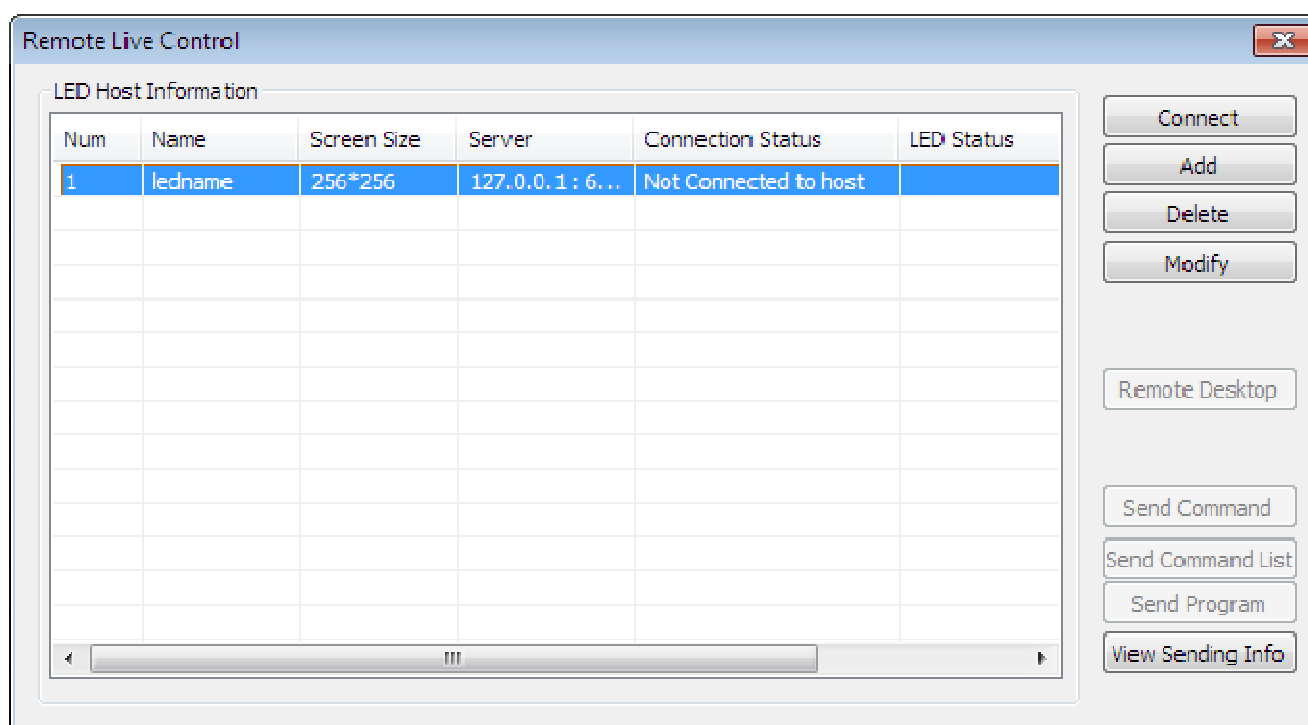 Remote Live Control
LED Host Information
Num Name Screen Size Server Connection Status LED Status
1 ledname 256*256 127.0.0.1 : 6... Not Connected to host
Connect
Add
Delete
Modify
Remote Desktop
Send Command
Send Command List
Send Program
View Sending Info